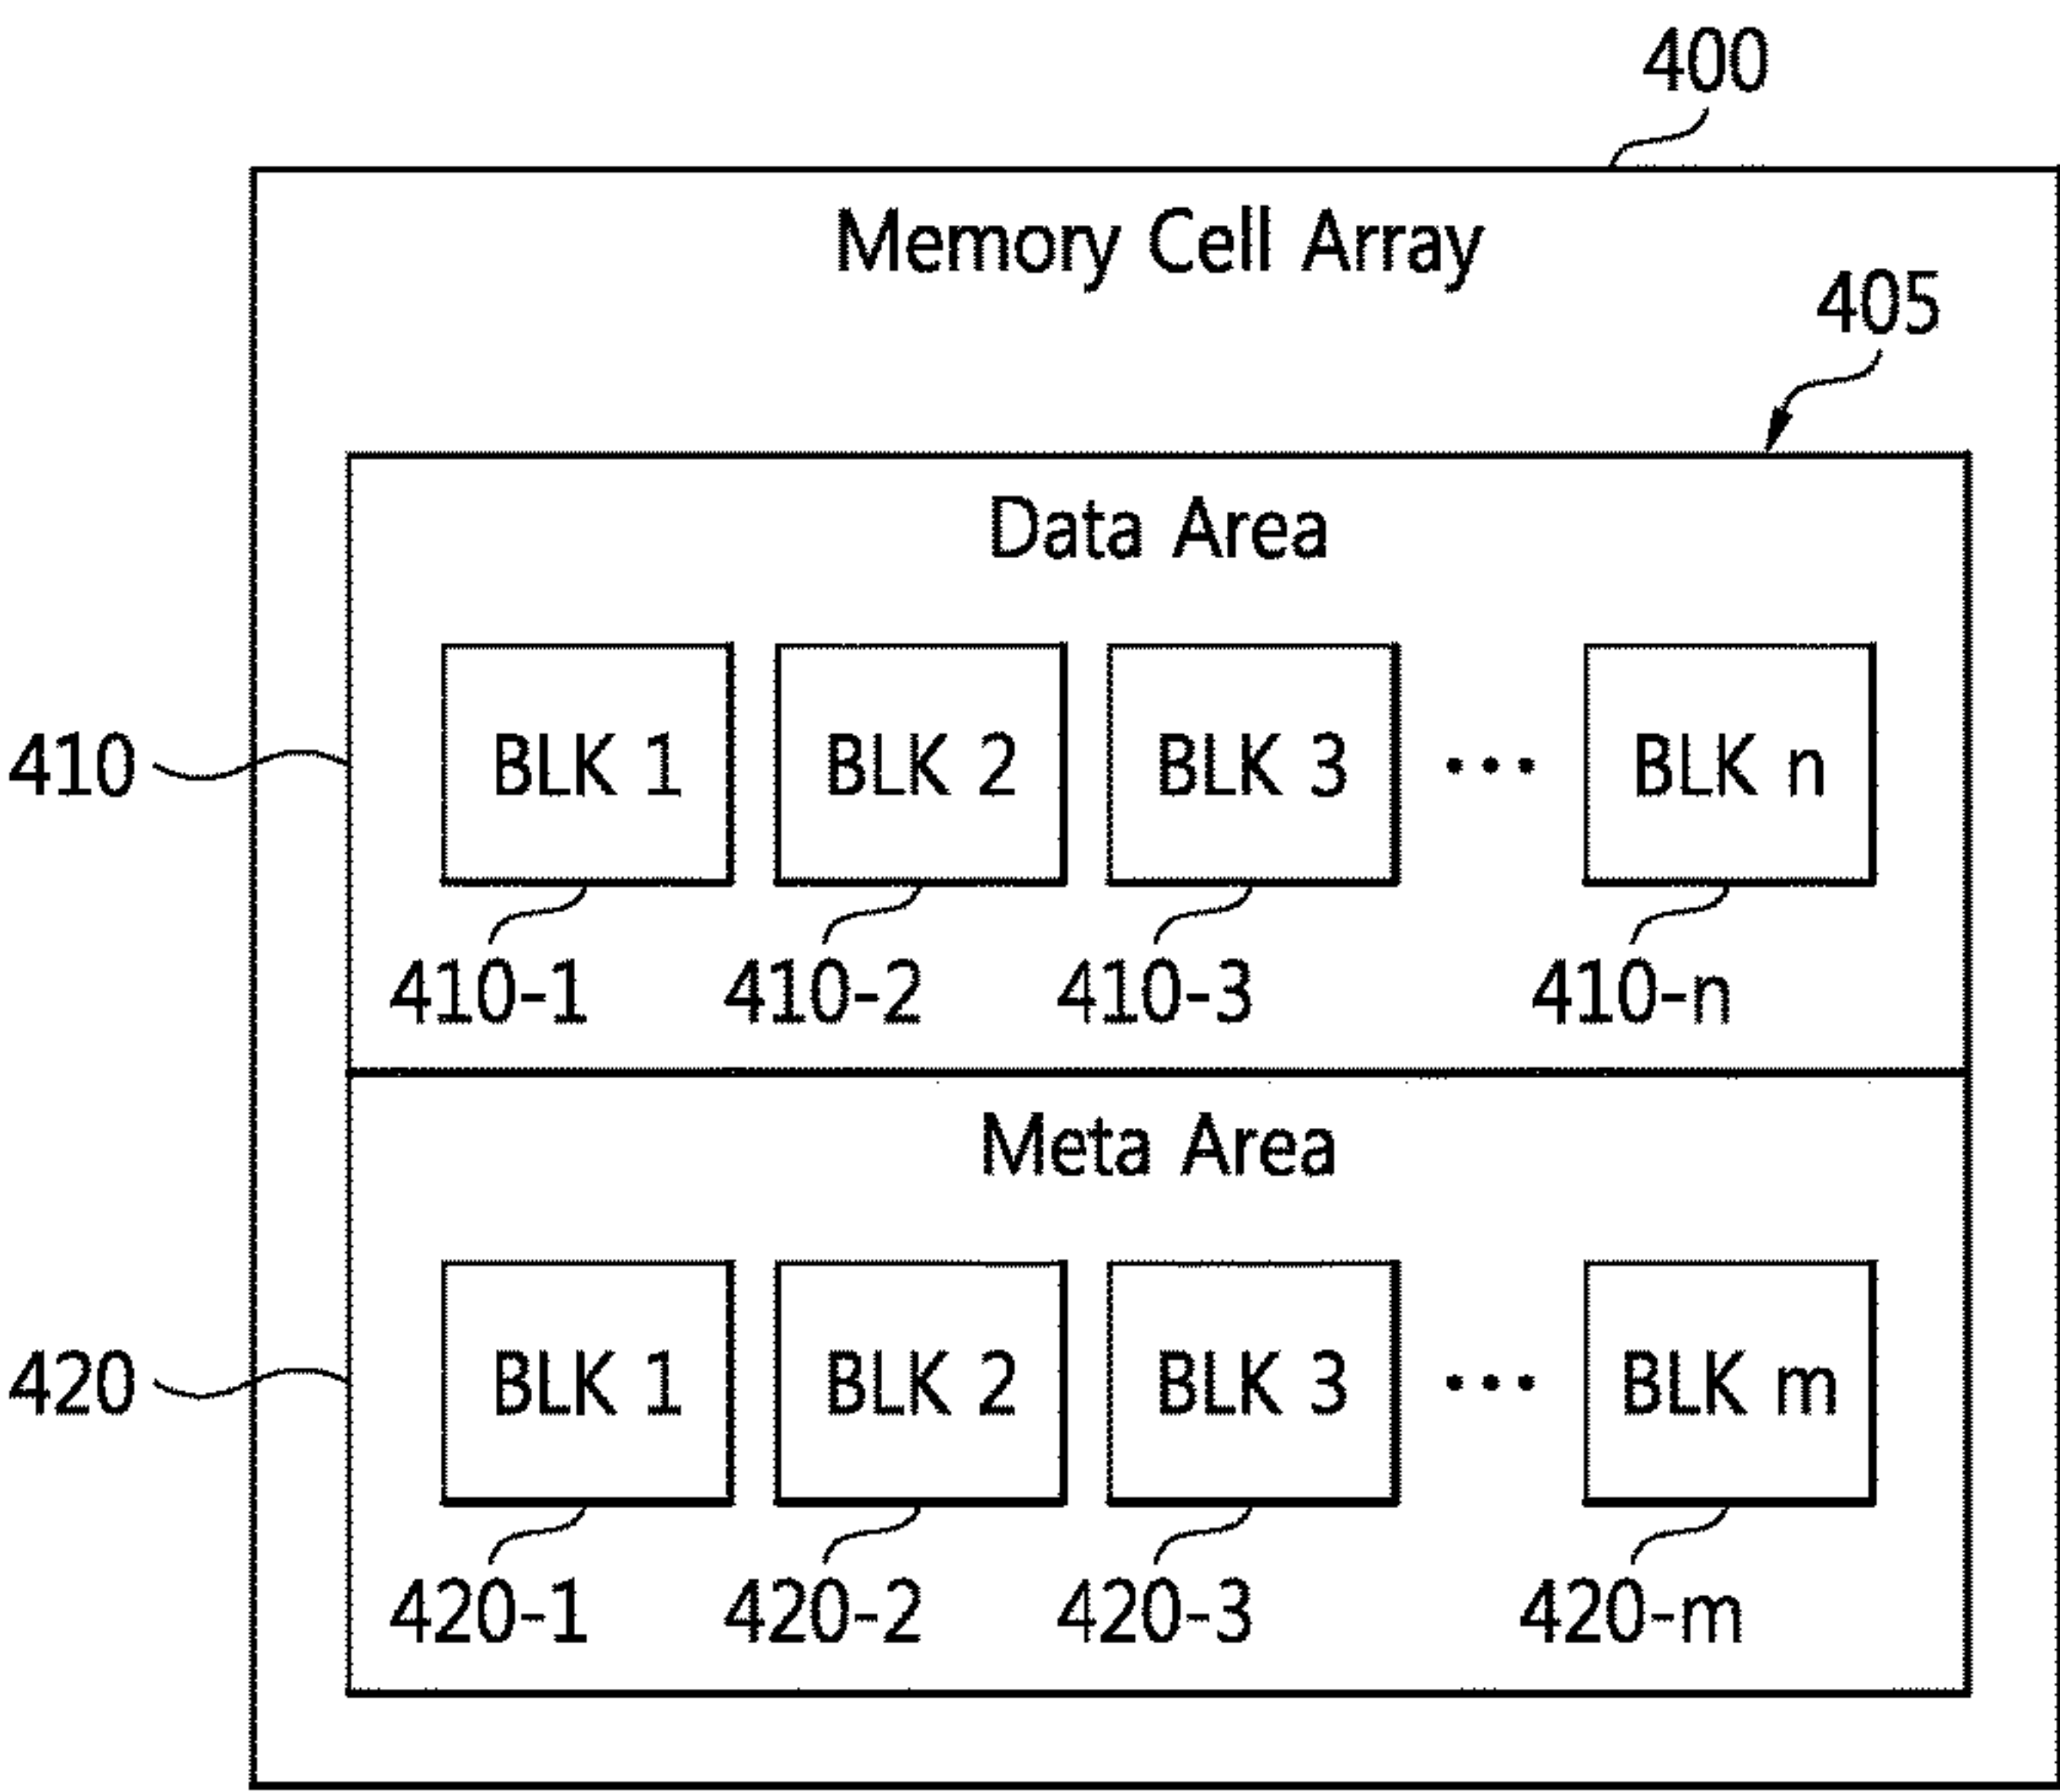 400
Memory Cell Array
405
Data Area
410
BLK 1 BLK 2 BLK 3 ••• BLK n
410-1 410-2 410-3 410-n
Meta Area
420
BLK 1 BLK 2 BLK 3 ••• BLK m
420-1 420-2 420-3 420-m